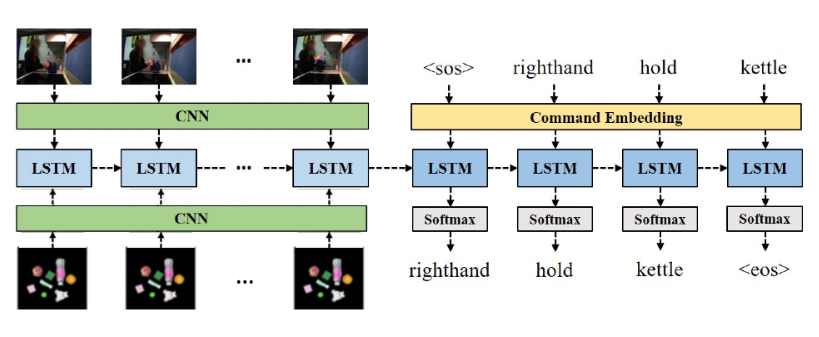 ...
<sos> righthand hold kettle
CNN
Command Embedding
LSTM LSTM ... LSTM LSTM LSTM LSTM LSTM
CNN
Softmax Softmax Softmax Softmax
righthand hold kettle <eos>
...